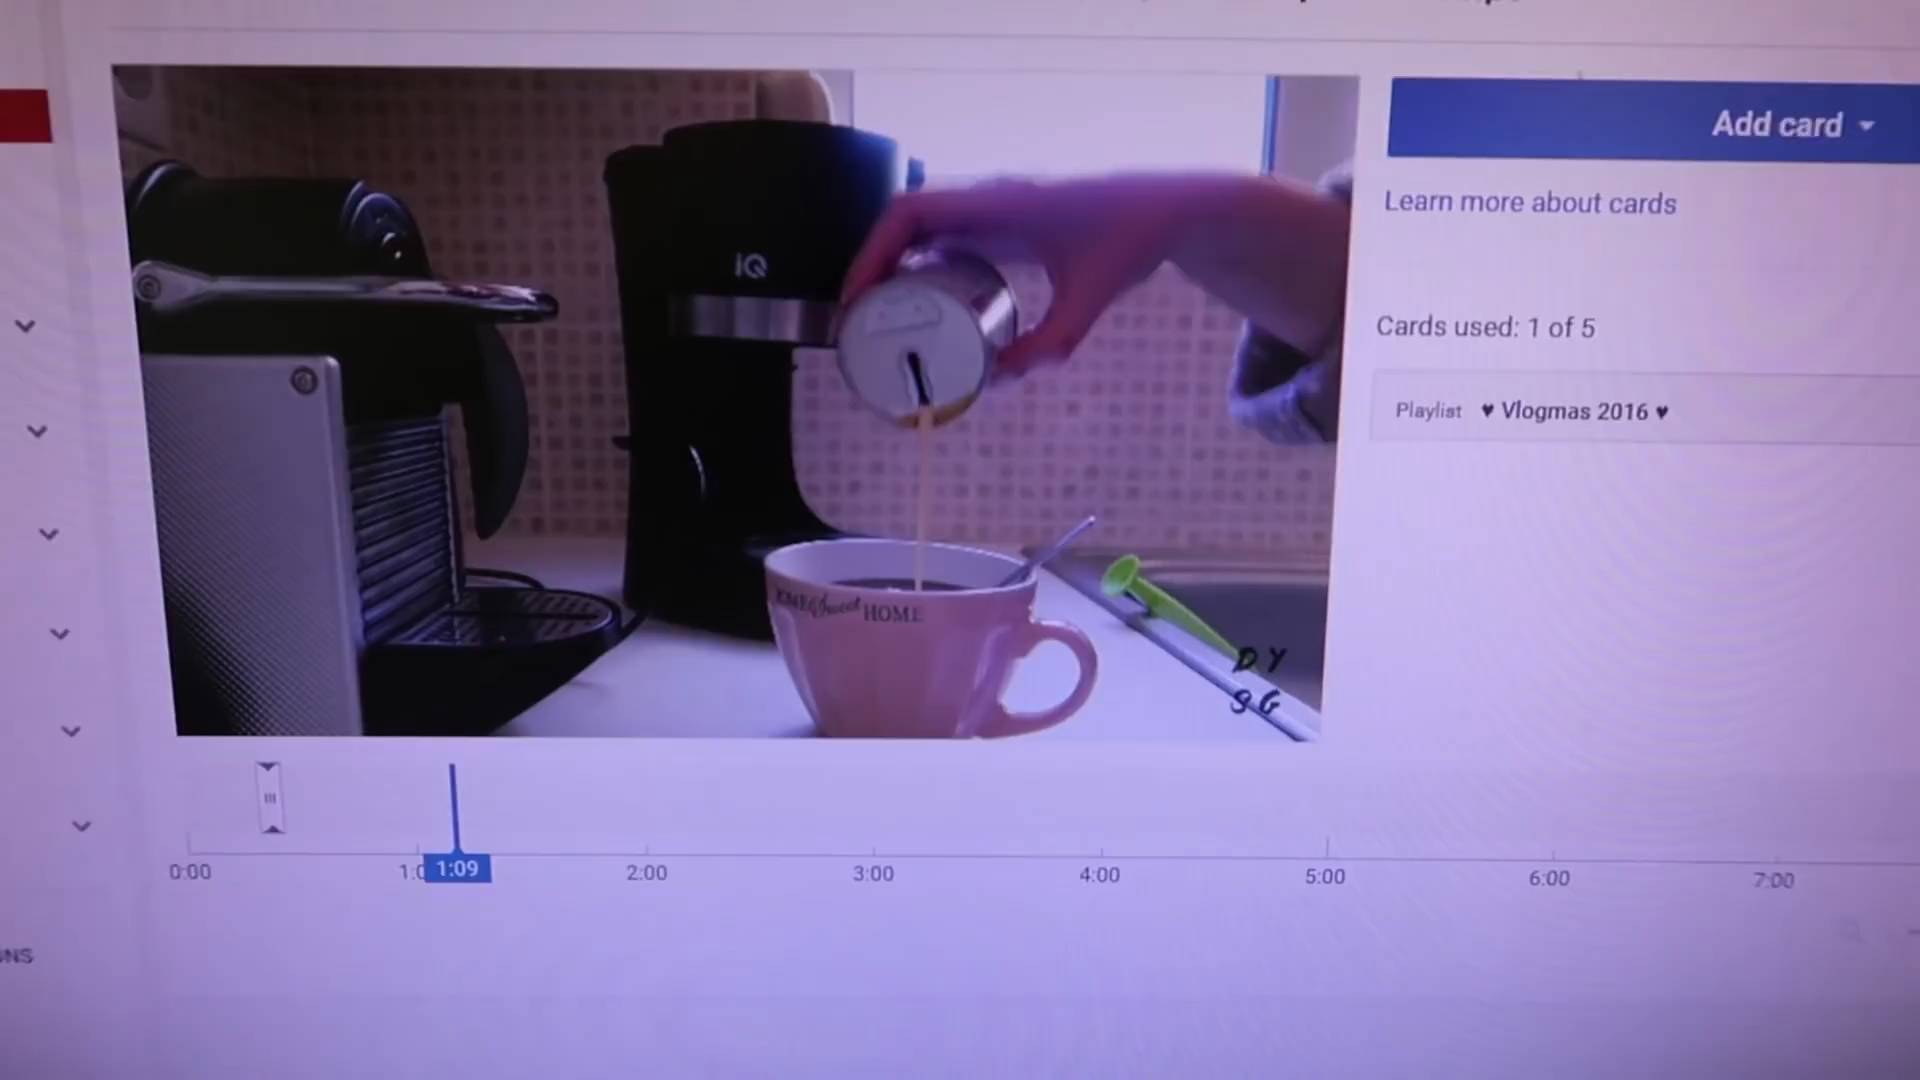 Add card
Learn more about cards
Cards used: 1 of 5
Playlist ♥ Vlogmas 2016 ♥
iQ
Sweet HOME
D Y
g G
1:09
0:00
2:00
3:00
4:00
5:00
6:00
7:00